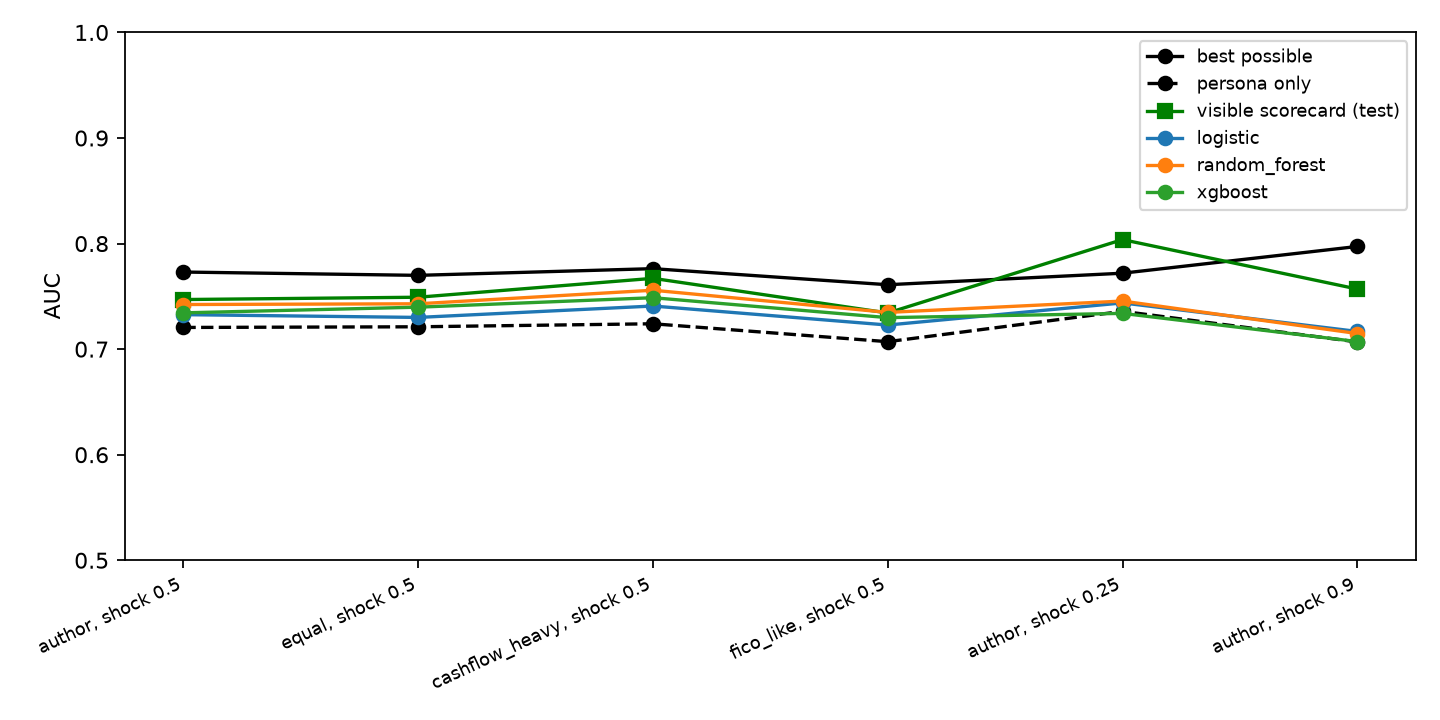 1.0
0.9
0.8
0.7
0.6
0.5
AUC
best possible
persona only
visible scorecard (test)
logistic
random_forest
xgboost
author, shock 0.5
equal, shock 0.5
cashflow_heavy, shock 0.5
fico_like, shock 0.5
author, shock 0.25
author, shock 0.9